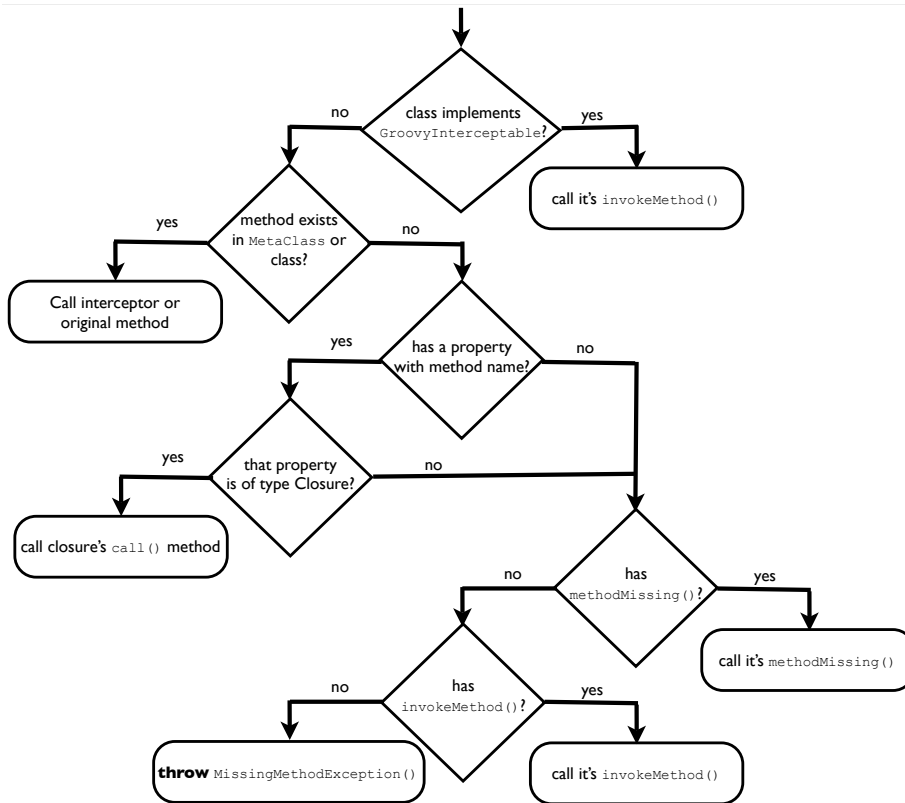 class implements
GroovyInterceptable?
no
yes
call it's invokeMethod()
method exists
in MetaClass or
class?
yes
no
Call interceptor or
original method
has a property
with method name?
yes
no
that property
is of type Closure?
yes
no
call closure's call() method
has
methodMissing()?
no
yes
call it's methodMissing()
has
invokeMethod()?
no
yes
throw MissingMethodException()
call it's invokeMethod()